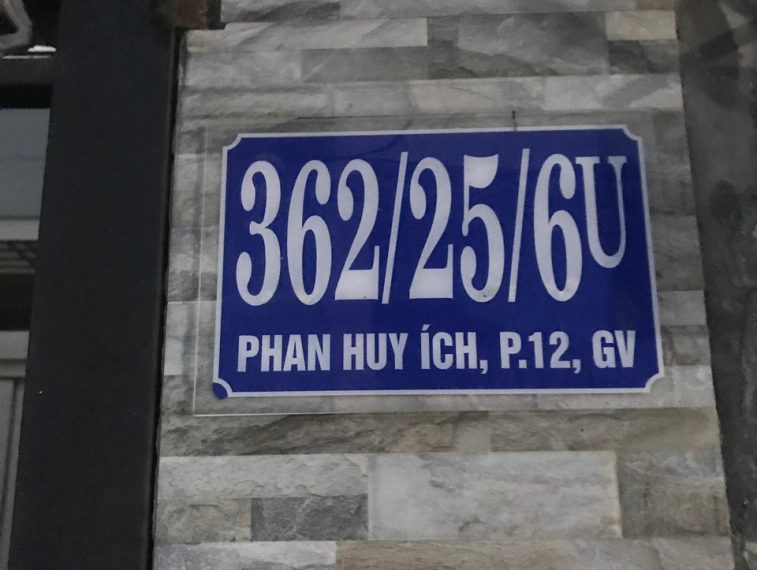 362/25/6U
PHAN HUY ÍCH, P.12, GV